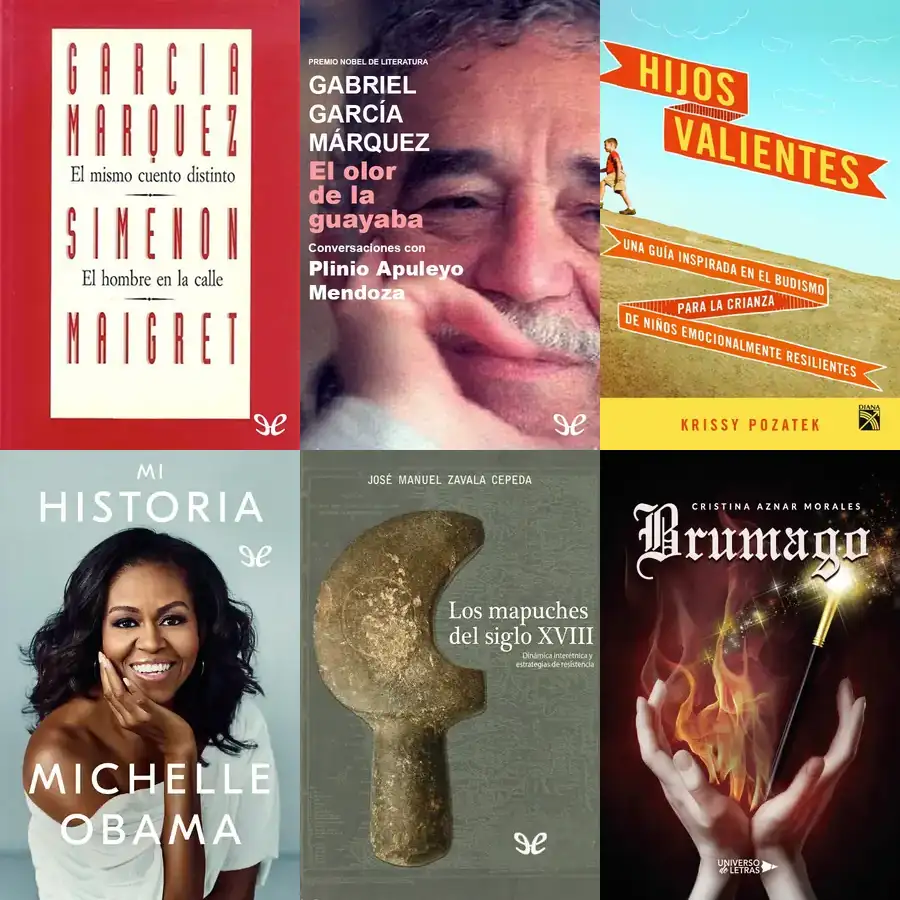 GARCIA
MARQUEZ
El mismo cuento distinto
SIMENON
El hombre en la calle
MAIGRET
PREMIO NOBEL DE LITERATURA
GABRIEL
GARCÍA
MÁRQUEZ
El olor
de la
guayaba
Conversaciones con
Plinio Apuleyo
Mendoza
HIJOS
VALIENTES
UNA GUÍA INSPIRADA EN EL BUDISMO
PARA LA CRIANZA
DE NIÑOS EMOCIONALMENTE RESILIENTES
KRISSY POZATEK
DIANA
MI
HISTORIA
MICHELLE
OBAMA
JOSÉ MANUEL ZAVALA CEPEDA
Los mapuches
del siglo XVIII
Dinámica interétnica y
estrategias de resistencia
CRISTINA AZNAR MORALES
Brumago
UNIVERSO
de LETRAS